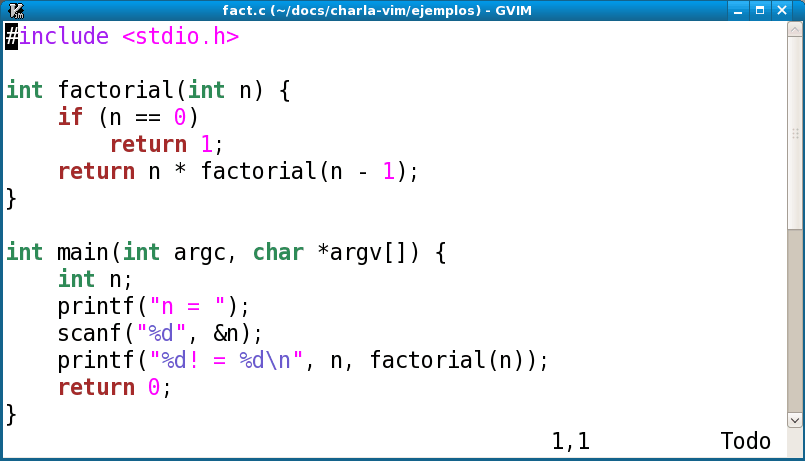 fact.c (~/docs/charla-vim/ejemplos) - GVIM
#include <stdio.h>

int factorial(int n) {
    if (n == 0)
        return 1;
    return n * factorial(n - 1);
}

int main(int argc, char *argv[]) {
    int n;
    printf("n = ");
    scanf("%d", &n);
    printf("%d! = %d\n", n, factorial(n));
    return 0;
}
1,1 Todo